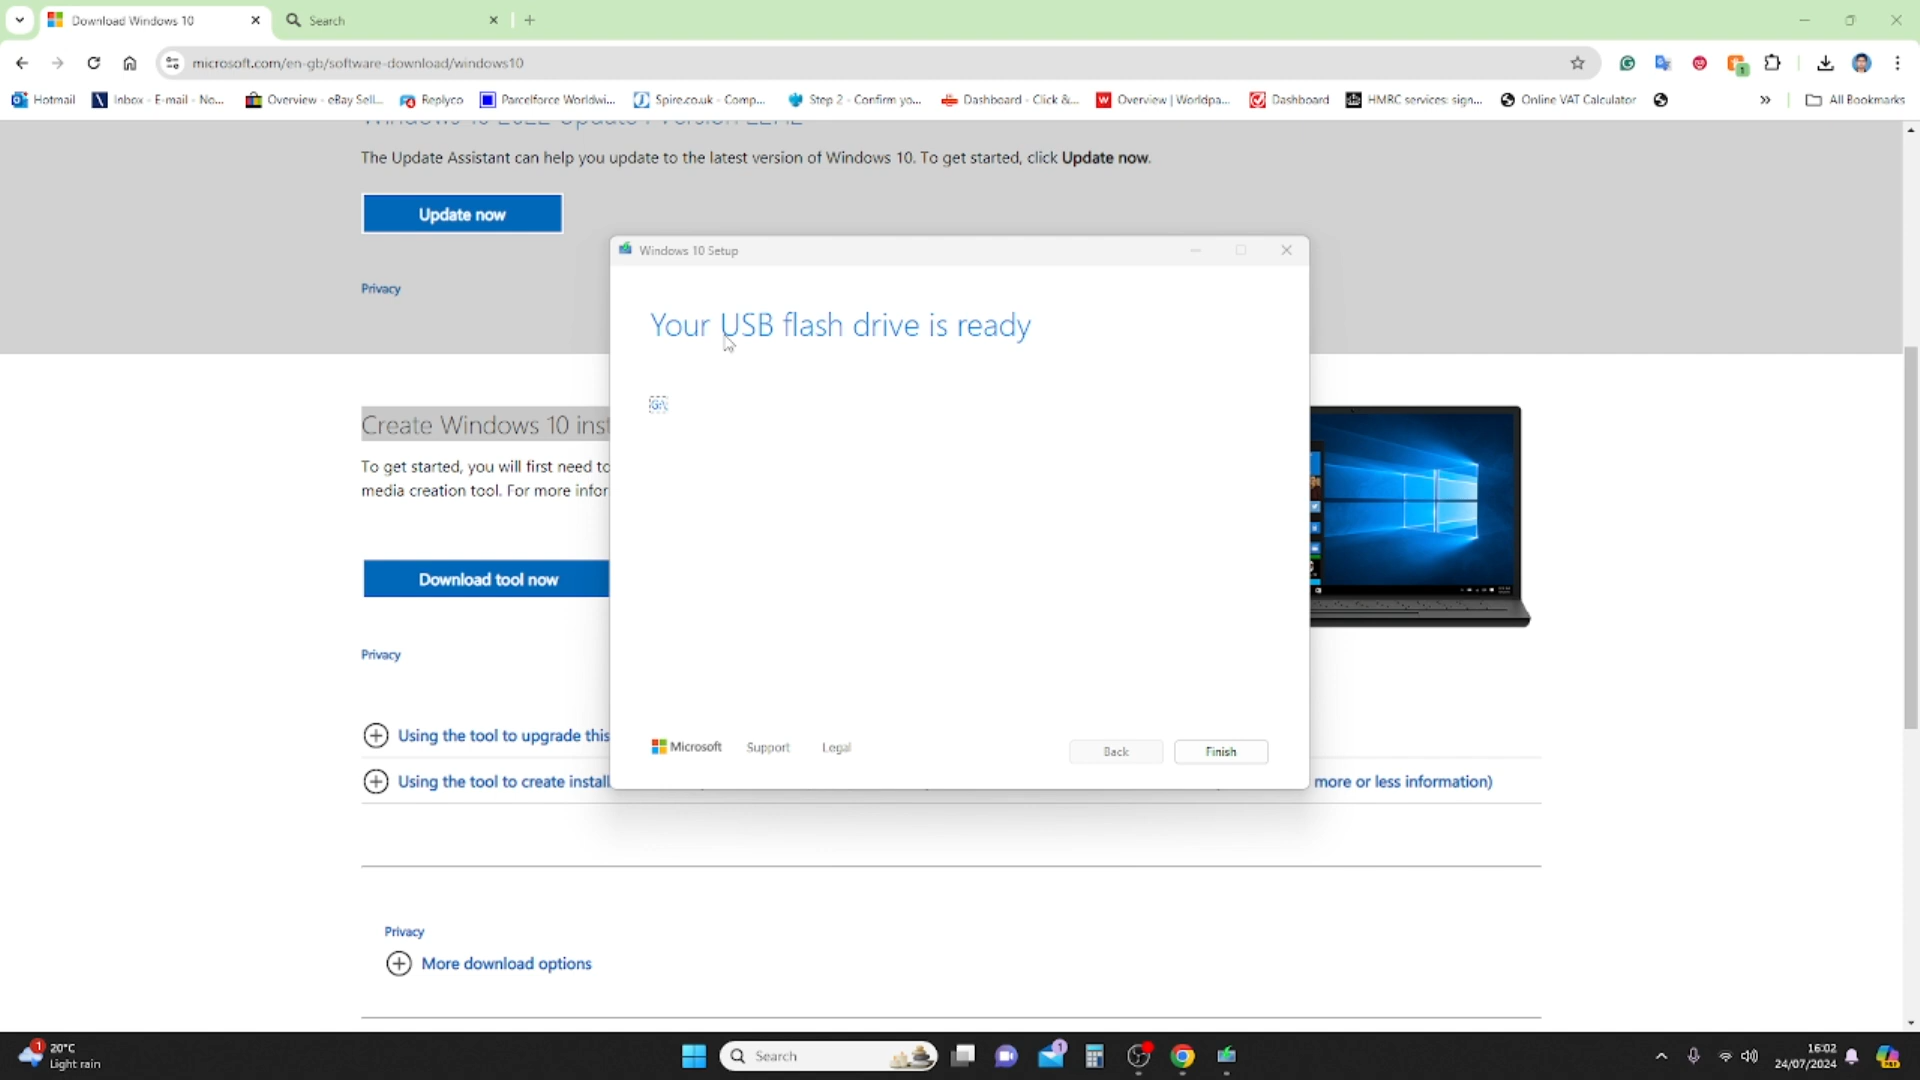 Download Windows 10
Search
microsoft.com/en-gb/software-download/windows10
1
Hotmail
Inbox - E-mail - No...
Overview - eBay Sell...
Replyco
Parcelforce Worldwi...
Spire.co.uk - Comp...
Step 2 - Confirm yo...
Dashboard - Click &...
Overview | Worldpa...
Dashboard
HMRC services: sign...
Online VAT Calculator
All Bookmarks
The Update Assistant can help you update to the latest version of Windows 10. To get started, click Update now.
Update now
Privacy
Windows 10 Setup
Your USB flash drive is ready
G:\
Create Windows 10 inst
To get started, you will first need to
media creation tool. For more infor
Download tool now
Privacy
Using the tool to upgrade this
Using the tool to create install
more or less information)
Microsoft
Support
Legal
Back
Finish
Privacy
More download options
1
20°C
Light rain
Search
1
16:02
24/07/2024